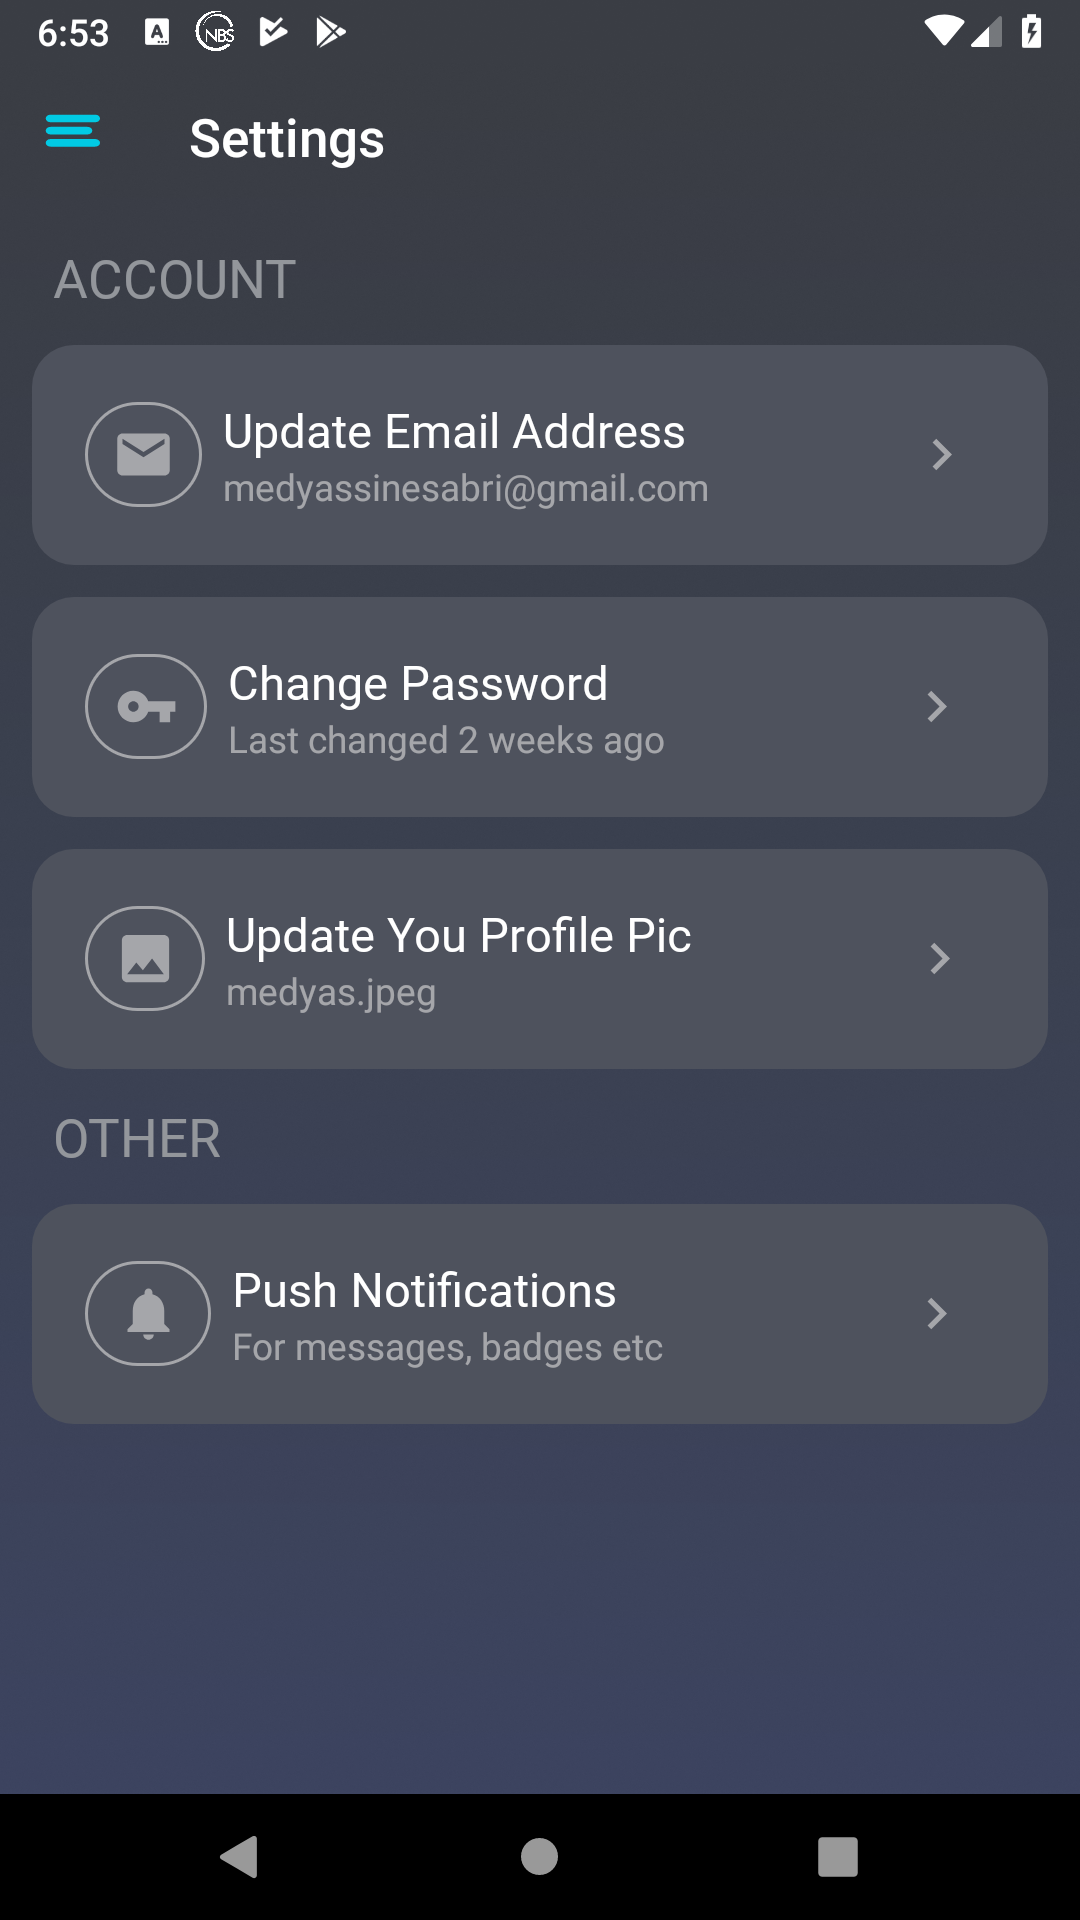 6:53 A NBS
Settings
ACCOUNT
Update Email Address
medyassinesabri@gmail.com
Change Password
Last changed 2 weeks ago
Update You Profile Pic
medyas.jpeg
OTHER
Push Notifications
For messages, badges etc